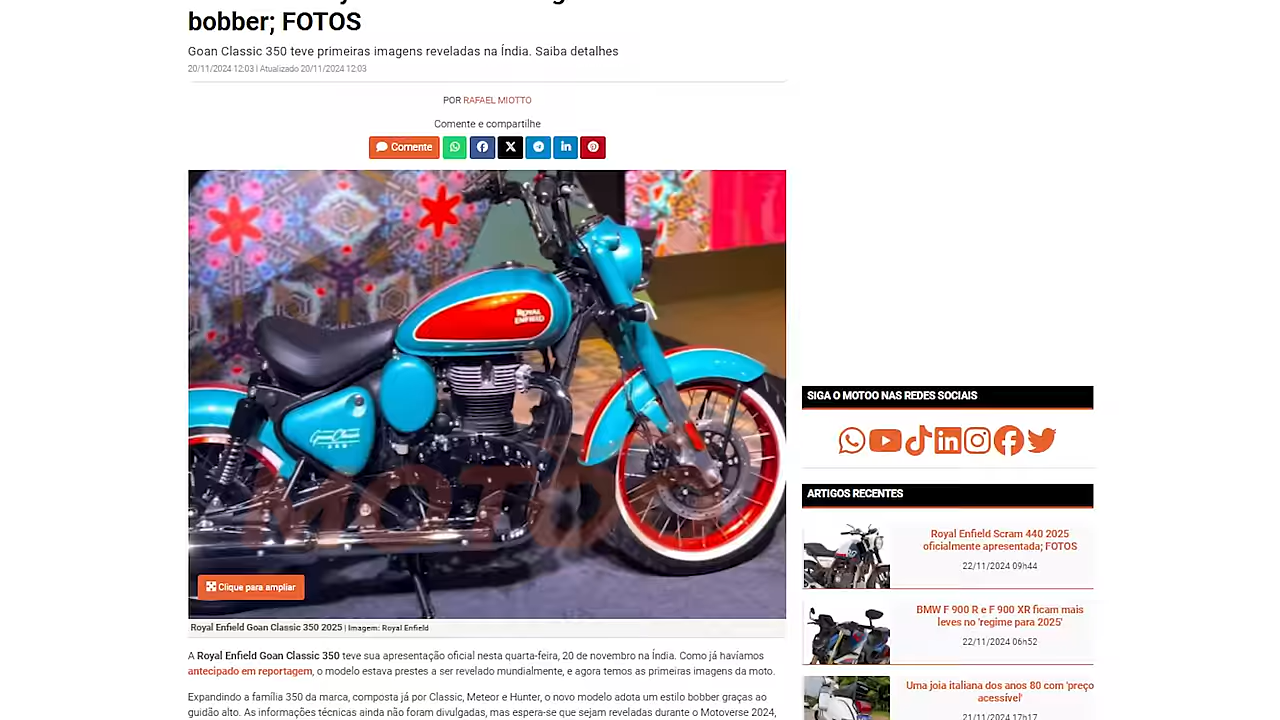 bobber; FOTOS
Goan Classic 350 teve primeiras imagens reveladas na Índia. Saiba detalhes
20/11/2024 12:03 | Atualizado 20/11/2024 12:03
POR RAFAEL MIOTTO
Comente e compartilhe
Comente
ROYAL
ENFIELD
MOTOO
Clique para ampliar
Royal Enfield Goan Classic 350 2025 | Imagem: Royal Enfield
A Royal Enfield Goan Classic 350 teve sua apresentação oficial nesta quarta-feira, 20 de novembro na Índia. Como já havíamos
antecipado em reportagem, o modelo estava prestes a ser revelado mundialmente, e agora temos as primeiras imagens da moto.
Expandindo a família 350 da marca, composta já por Classic, Meteor e Hunter, o novo modelo adota um estilo bobber graças ao
guidão alto. As informações técnicas ainda não foram divulgadas, mas espera-se que sejam reveladas durante o Motoverse 2024,
SIGA O MOTOO NAS REDES SOCIAIS
ARTIGOS RECENTES
Royal Enfield Scram 440 2025
oficialmente apresentada; FOTOS
22/11/2024 09h44
BMW F 900 R e F 900 XR ficam mais
leves no 'regime para 2025'
22/11/2024 06h52
Uma joia italiana dos anos 80 com 'preço
acessível'
21/11/2024 17h17